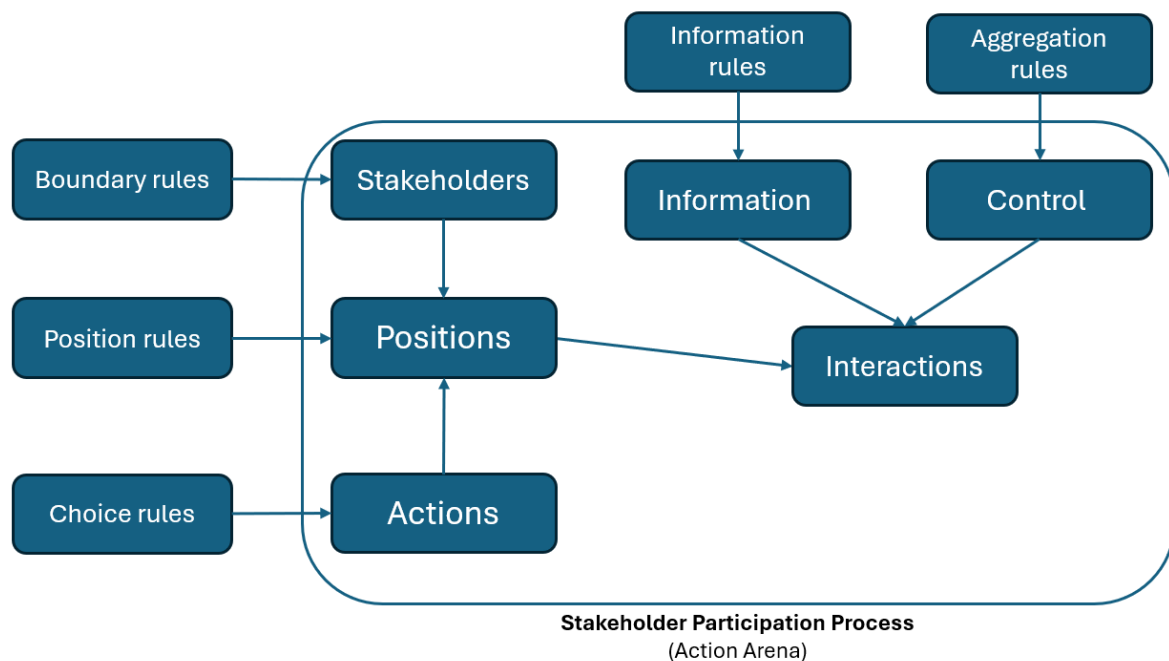 Information
rules
Aggregation
rules
Boundary rules
Stakeholders
Information
Control
Position rules
Positions
Interactions
Choice rules
Actions
Stakeholder Participation Process
(Action Arena)